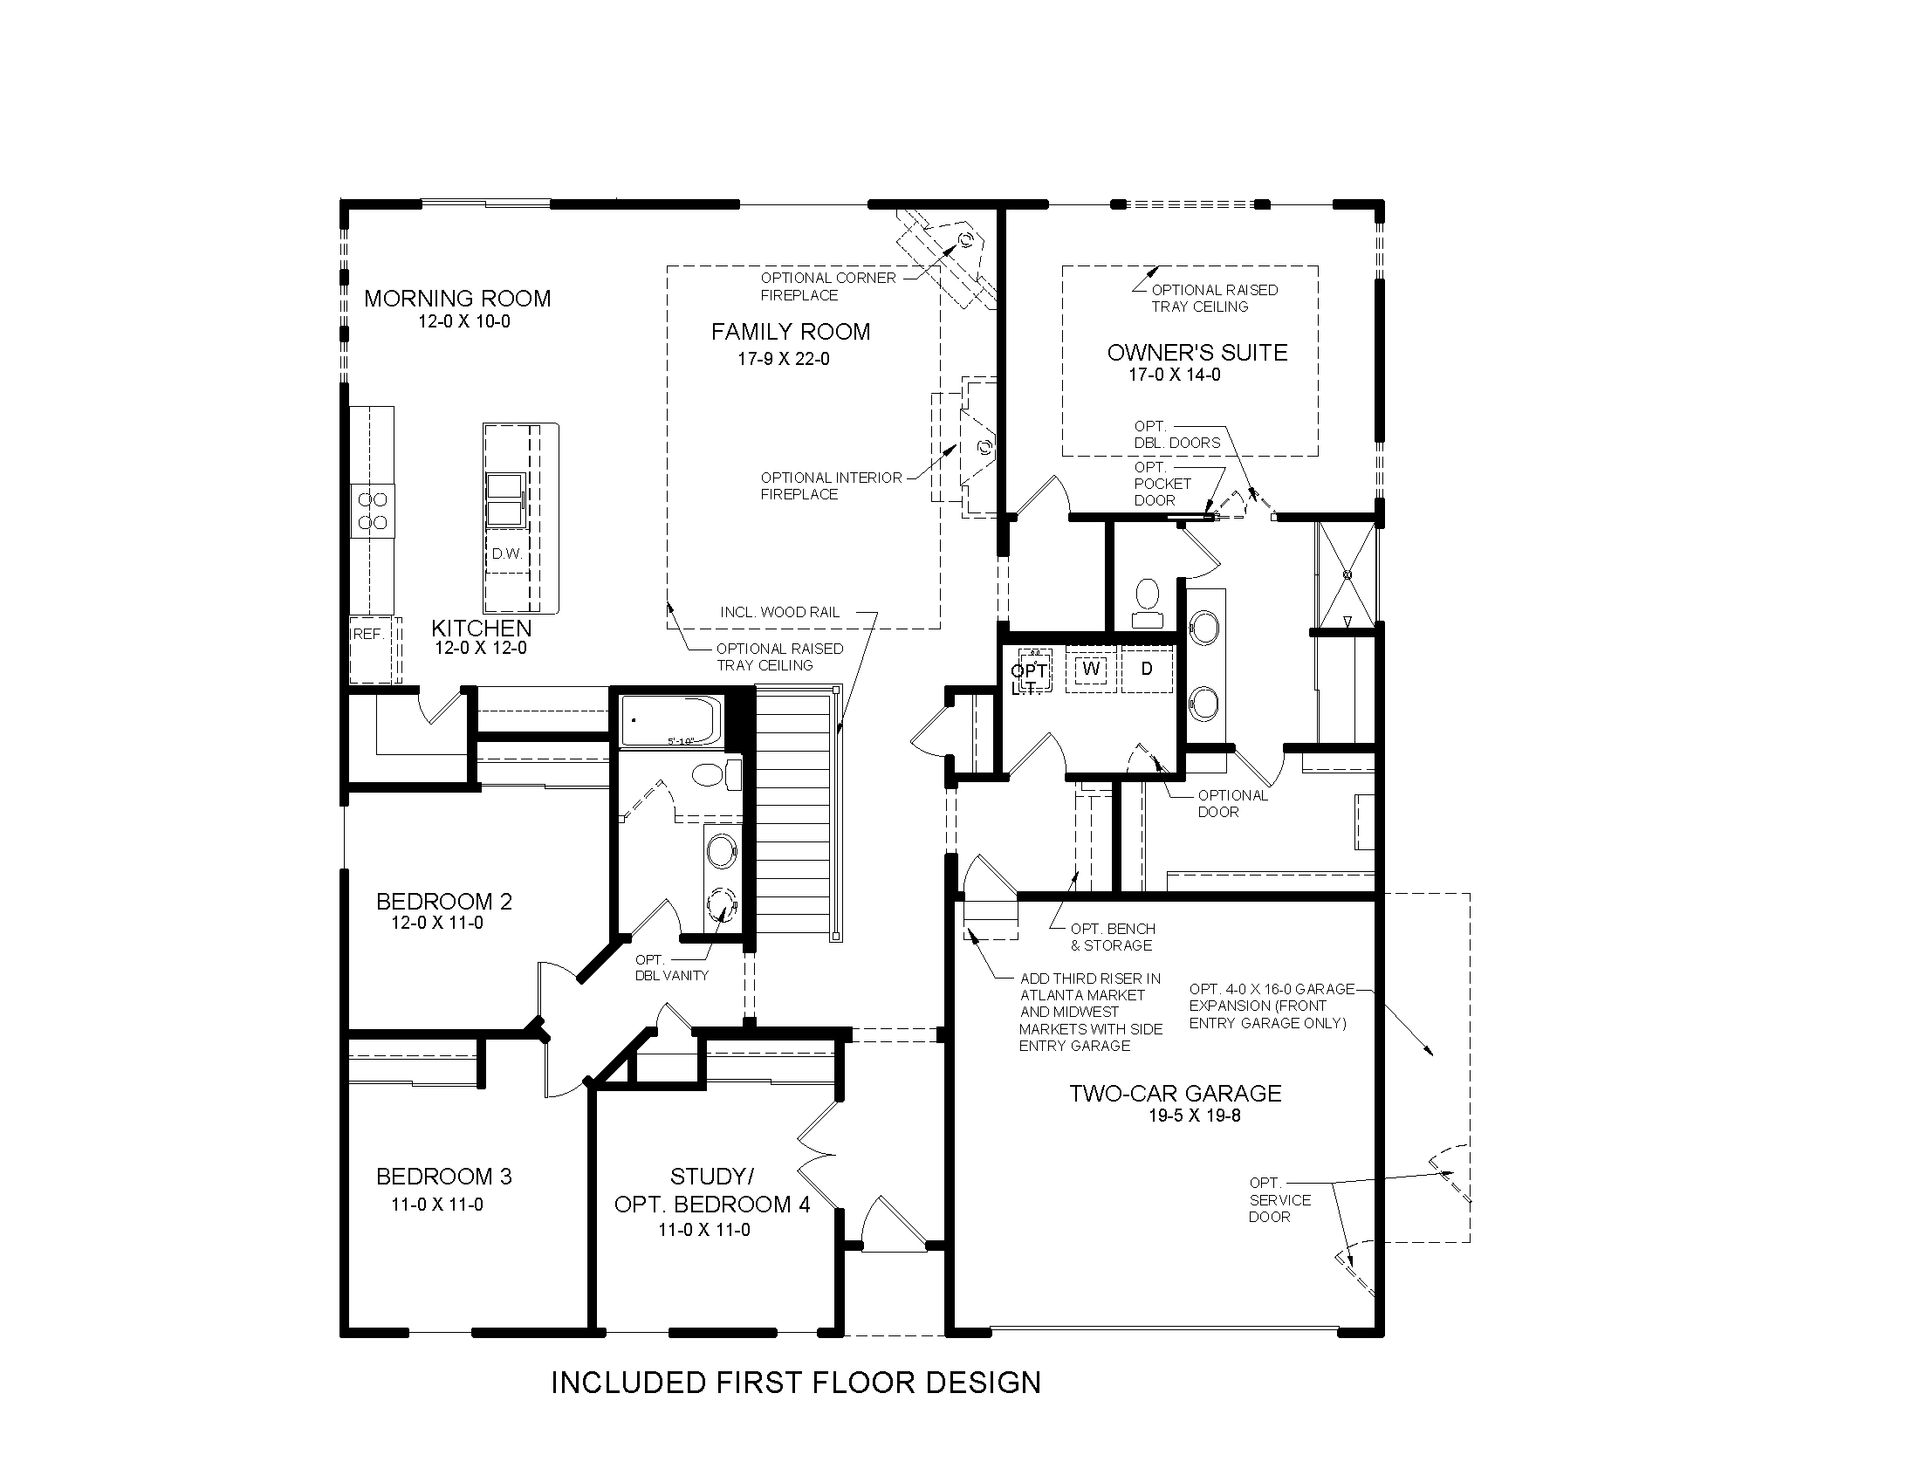 MORNING ROOM
12-0 X 10-0
OPTIONAL CORNER
FIREPLACE
FAMILY ROOM
17-9 X 22-0
OPTIONAL RAISED
TRAY CEILING
OWNER'S SUITE
17-0 X 14-0
OPT.
DBL. DOORS
OPT.
POCKET
DOOR
OPTIONAL INTERIOR
FIREPLACE
D.W.
REF.
KITCHEN
12-0 X 12-0
INCL. WOOD RAIL
OPTIONAL RAISED
TRAY CEILING
OPT
L.T.
W
D
5'-10"
OPTIONAL
DOOR
BEDROOM 2
12-0 X 11-0
OPT.
DBL VANITY
OPT. BENCH
& STORAGE
ADD THIRD RISER IN
ATLANTA MARKET
AND MIDWEST
MARKETS WITH SIDE
ENTRY GARAGE
OPT. 4-0 X 16-0 GARAGE
EXPANSION (FRONT
ENTRY GARAGE ONLY)
TWO-CAR GARAGE
19-5 X 19-8
BEDROOM 3
11-0 X 11-0
STUDY/
OPT. BEDROOM 4
11-0 X 11-0
OPT.
SERVICE
DOOR
INCLUDED FIRST FLOOR DESIGN